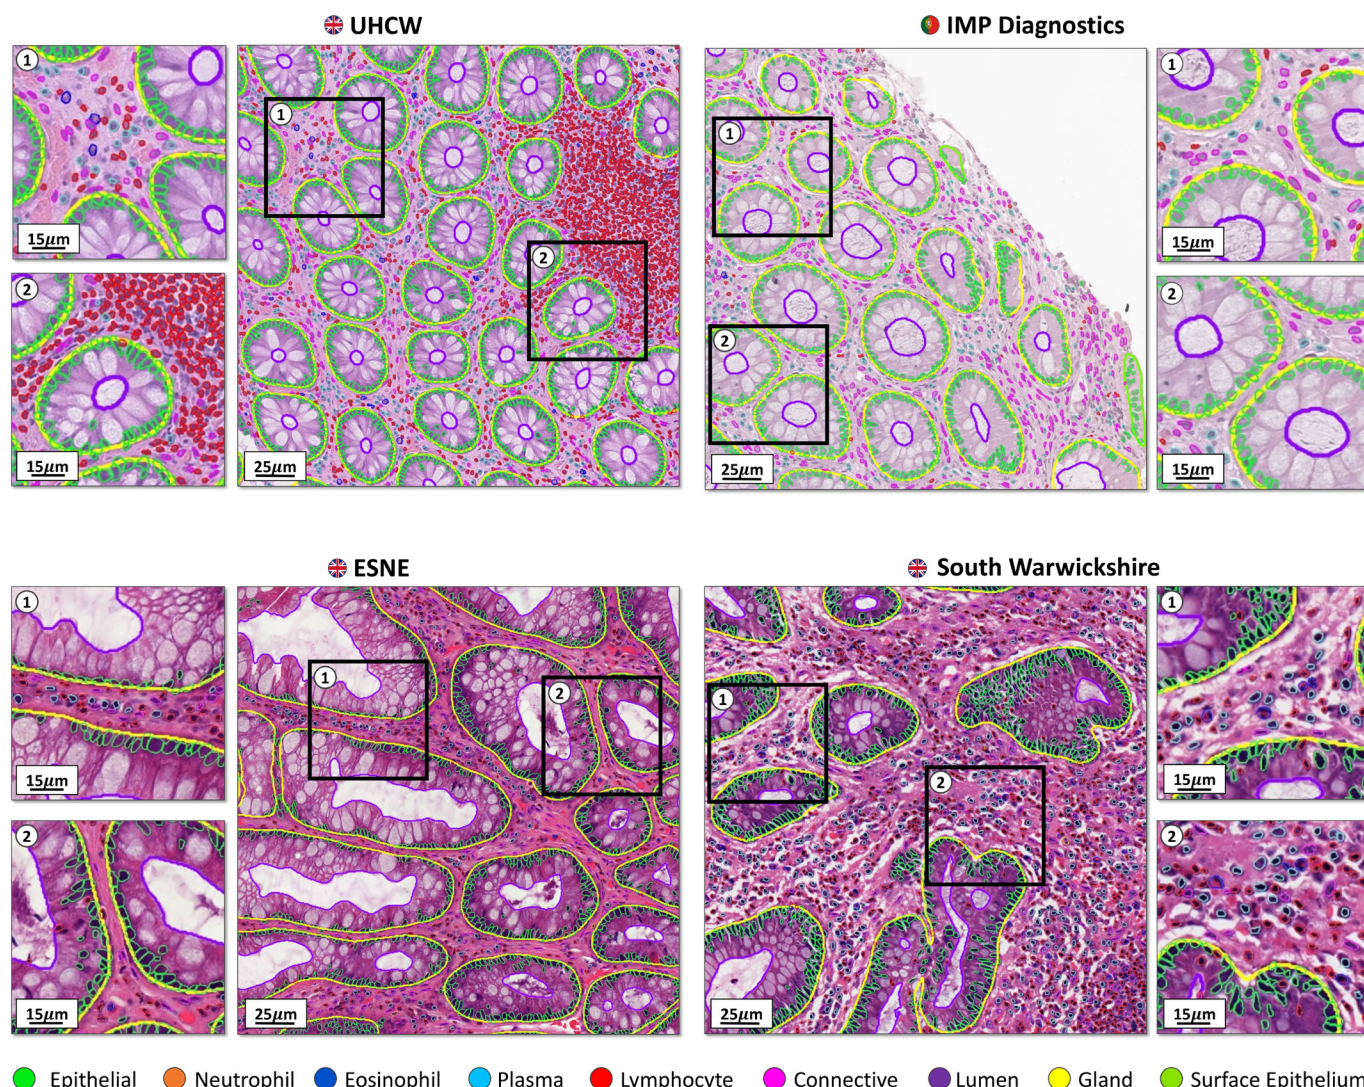 UHCW
IMP Diagnostics
1
15μm
2
15μm
1
2
25μm
1
2
25μm
1
15μm
2
15μm
ESNE
South Warwickshire
1
15μm
2
15μm
1
2
25μm
1
2
25μm
1
15μm
2
15μm
Epithelial Neutrophil Eosinophil Plasma Lymphocyte Connective Lumen Gland Surface Epithelium